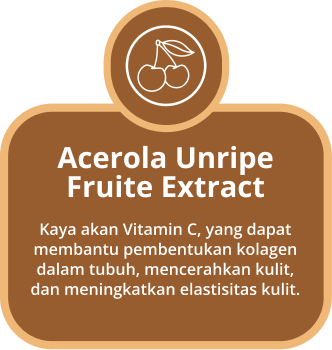 Acerola Unripe
Fruite Extract
Kaya akan Vitamin C, yang dapat
membantu pembentukan kolagen
dalam tubuh, mencerahkan kulit,
dan meningkatkan elastisitas kulit.